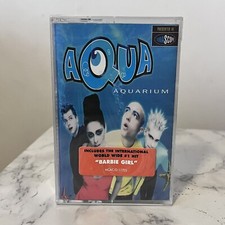 AQUA
AQUARIUM
INCLUDES THE INTERNATIONAL
WORLD WIDE #1 HIT
"BARBIE GIRL"